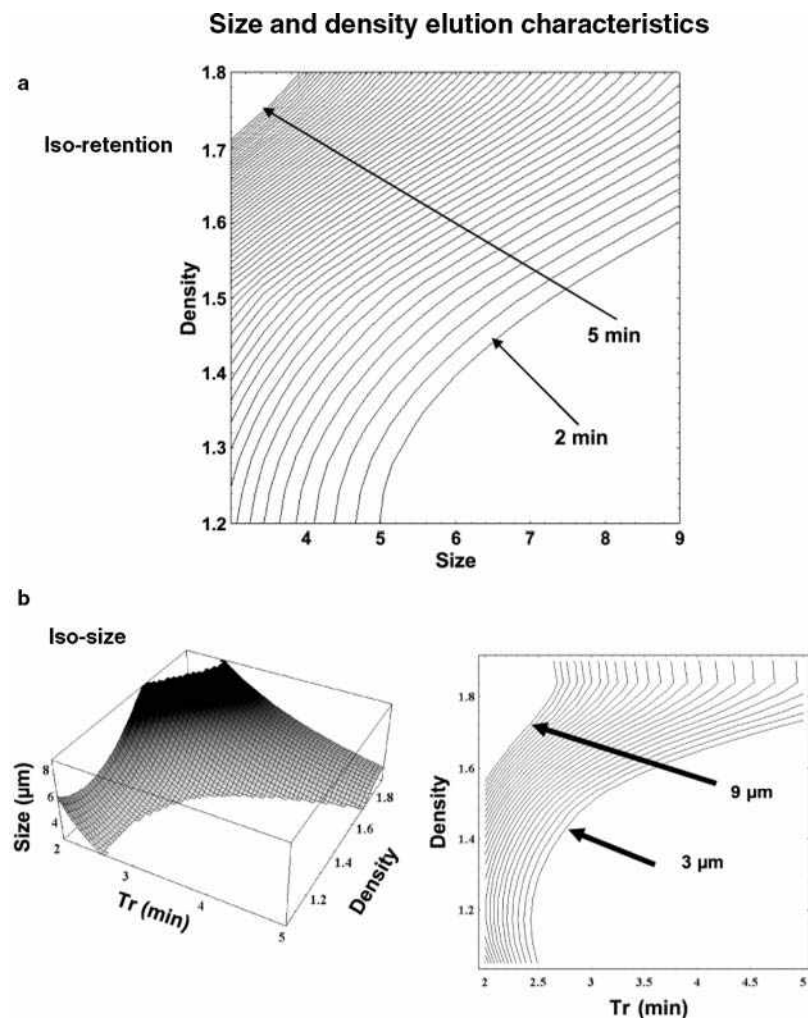 Size and density elution characteristics
a
Iso-retention
1.8
1.7
1.6
1.5
1.4
1.3
1.2
Density
5 min
2 min
4 5 6 7 8 9
Size
b
Iso-size
8
6
4
Size (µm)
2
3
4
5
Tr (min)
1.8
1.6
1.4
1.2
Density
1.8
1.6
1.4
1.2
Density
9 µm
3 µm
2 2.5 3 3.5 4 4.5 5
Tr (min)